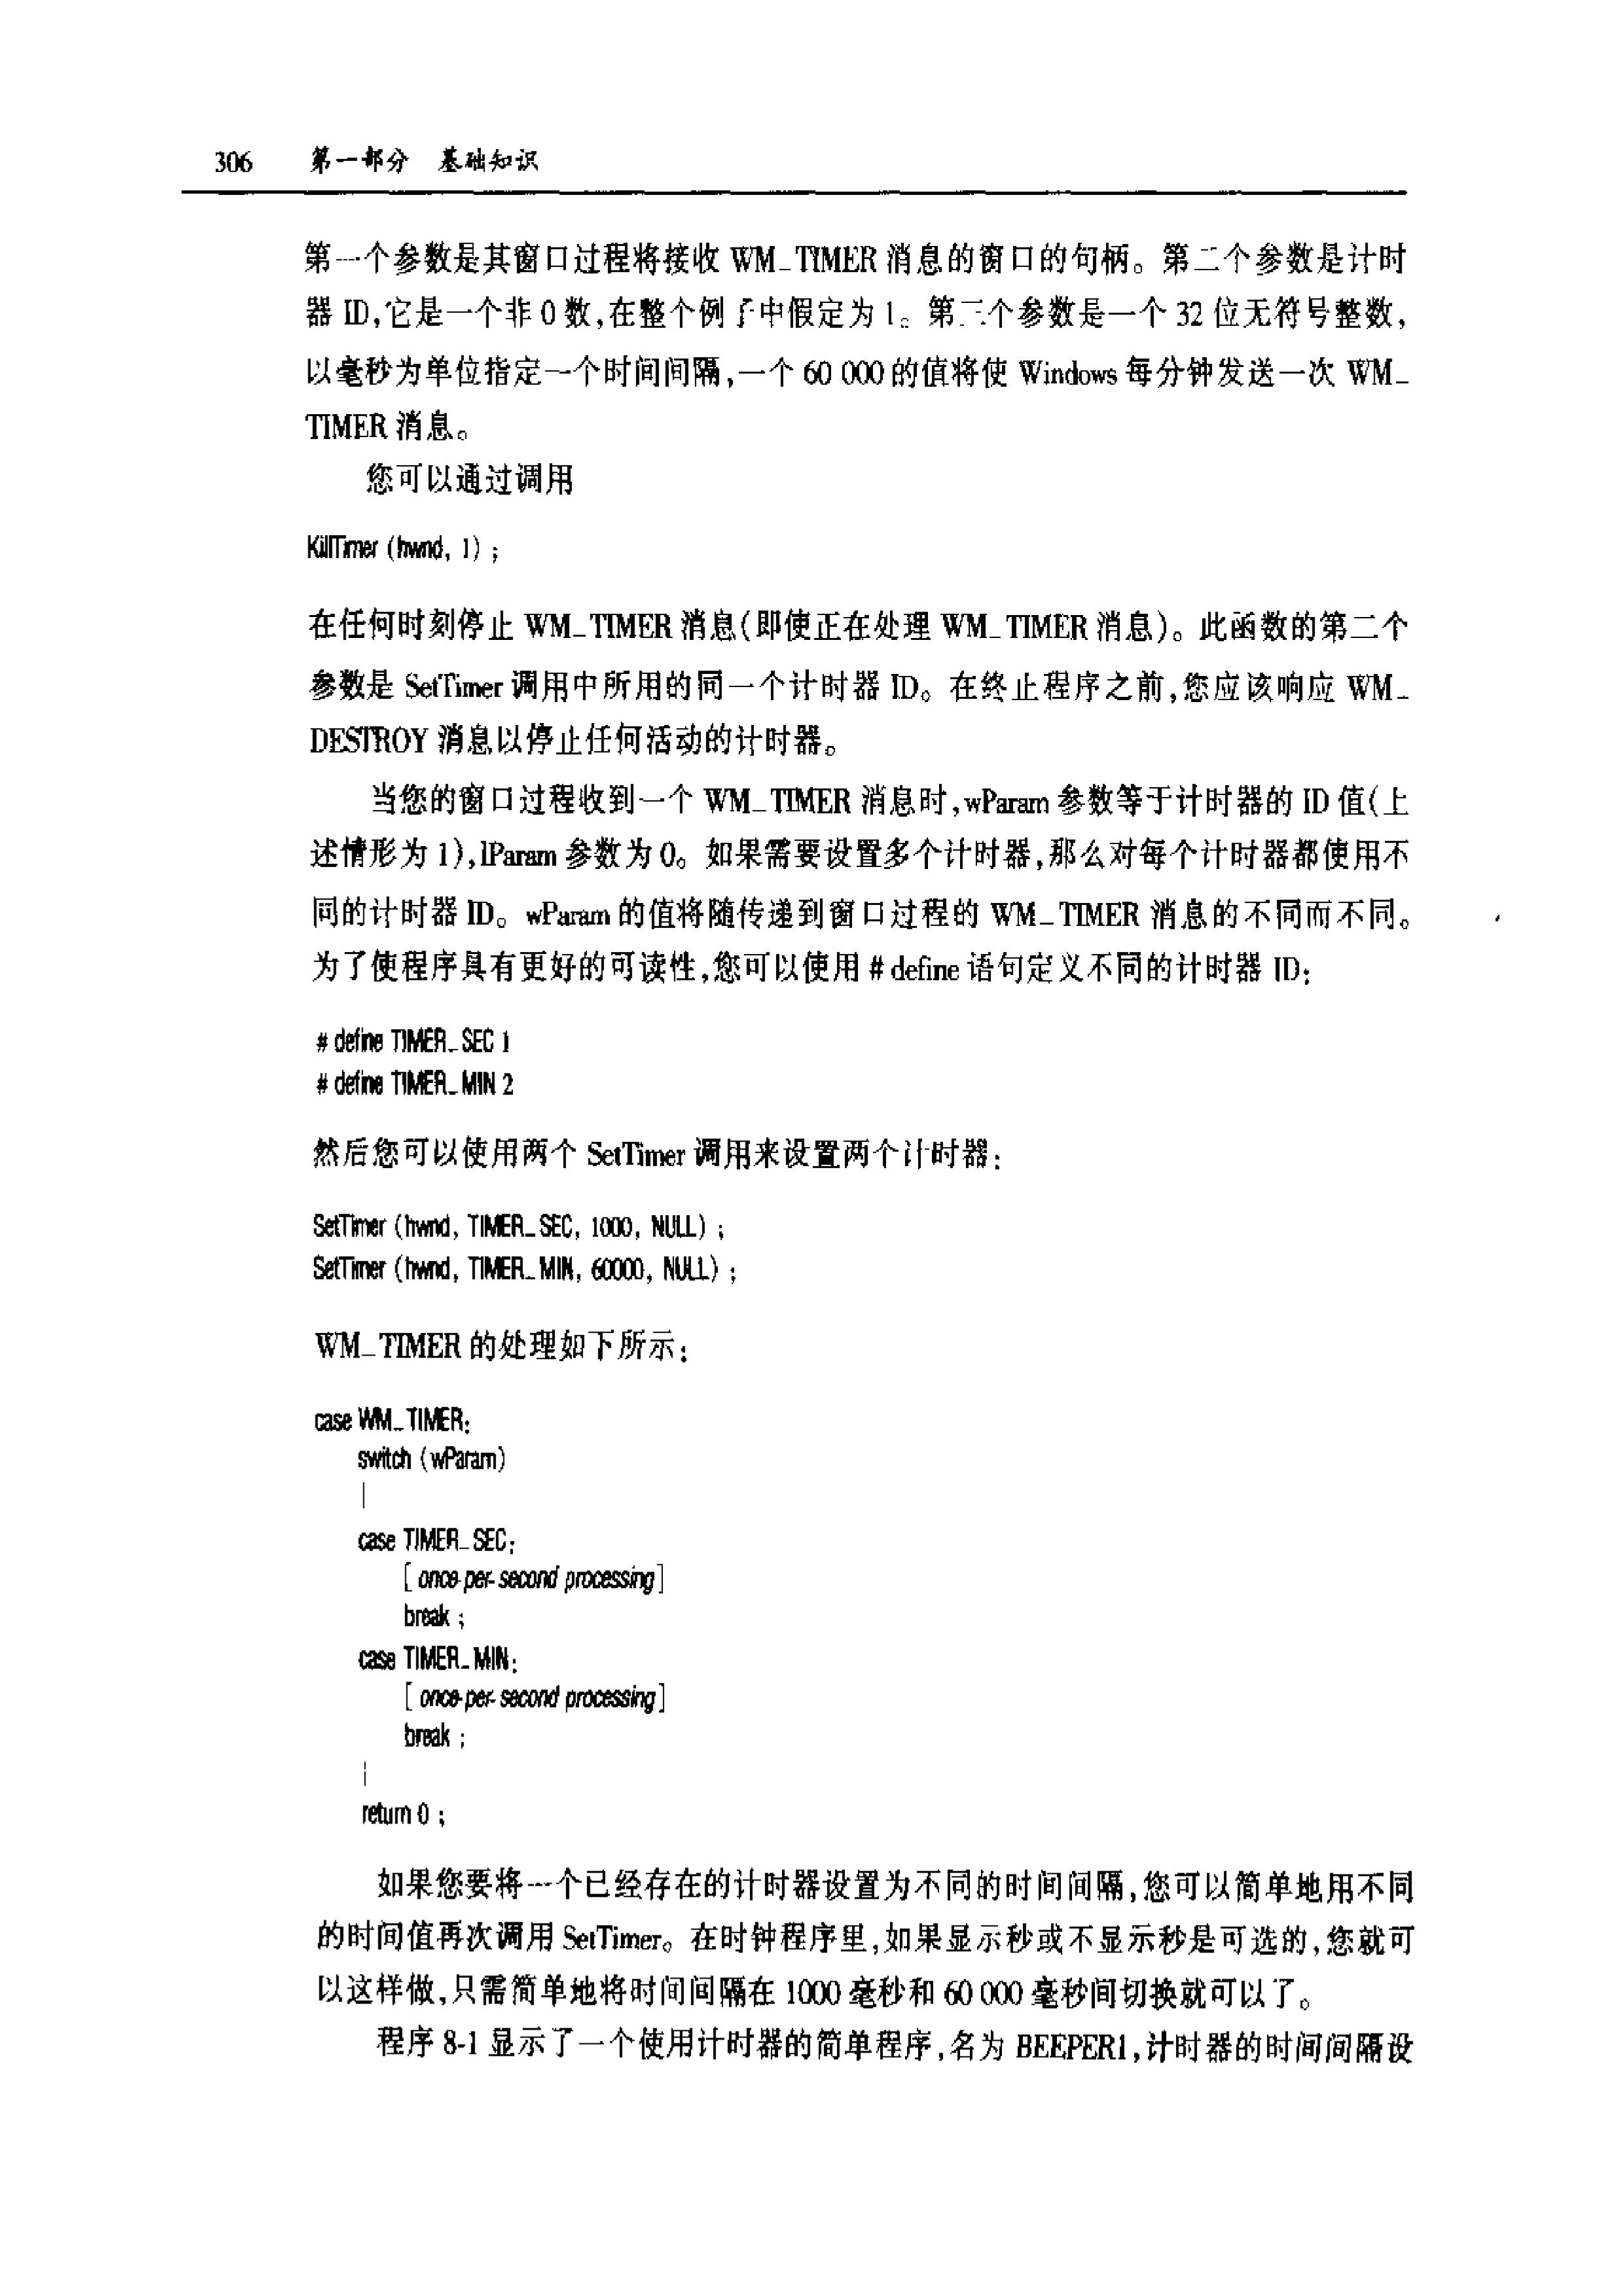 306 第一部分 基础知识
第一个参数是其窗口过程将接收 WM_TIMER 消息的窗口的句柄。第二个参数是计时
器 ID,它是一个非 0 数,在整个例子中假定为 1。第三个参数是一个 32 位无符号整数,
以毫秒为单位指定一个时间间隔,一个 60 000 的值将使 Windows 每分钟发送一次 WM_
TIMER 消息。
您可以通过调用
KillTimer (hwnd, 1) ;
在任何时刻停止 WM_TIMER 消息(即使正在处理 WM_TIMER 消息)。此函数的第二个
参数是 SetTimer 调用中所用的同一个计时器 ID。在终止程序之前,您应该响应 WM_
DESTROY 消息以停止任何活动的计时器。
当您的窗口过程收到一个 WM_TIMER 消息时,wParam 参数等于计时器的 ID 值(上
述情形为 1),lParam 参数为 0。如果需要设置多个计时器,那么对每个计时器都使用不
同的计时器 ID。wParam 的值将随传递到窗口过程的 WM_TIMER 消息的不同而不同。
为了使程序具有更好的可读性,您可以使用 # define 语句定义不同的计时器 ID:
# define TIMER_SEC 1
# define TIMER_MIN 2
然后您可以使用两个 SetTimer 调用来设置两个计时器:
SetTimer (hwnd, TIMER_SEC, 1000, NULL) ;
SetTimer (hwnd, TIMER_MIN, 60000, NULL) ;
WM_TIMER 的处理如下所示:
case WM_TIMER:
switch (wParam)
{
case TIMER_SEC:
[once-per-second processing]
break ;
case TIMER_MIN:
[once-per-second processing]
break ;
}
return 0 ;
如果您要将一个已经存在的计时器设置为不同的时间间隔,您可以简单地用不同
的时间值再次调用 SetTimer。在时钟程序里,如果显示秒或不显示秒是可选的,您就可
以这样做,只需简单地将时间间隔在 1000 毫秒和 60 000 毫秒间切换就可以了。
程序 8-1 显示了一个使用计时器的简单程序,名为 BEEPER1,计时器的时间间隔设